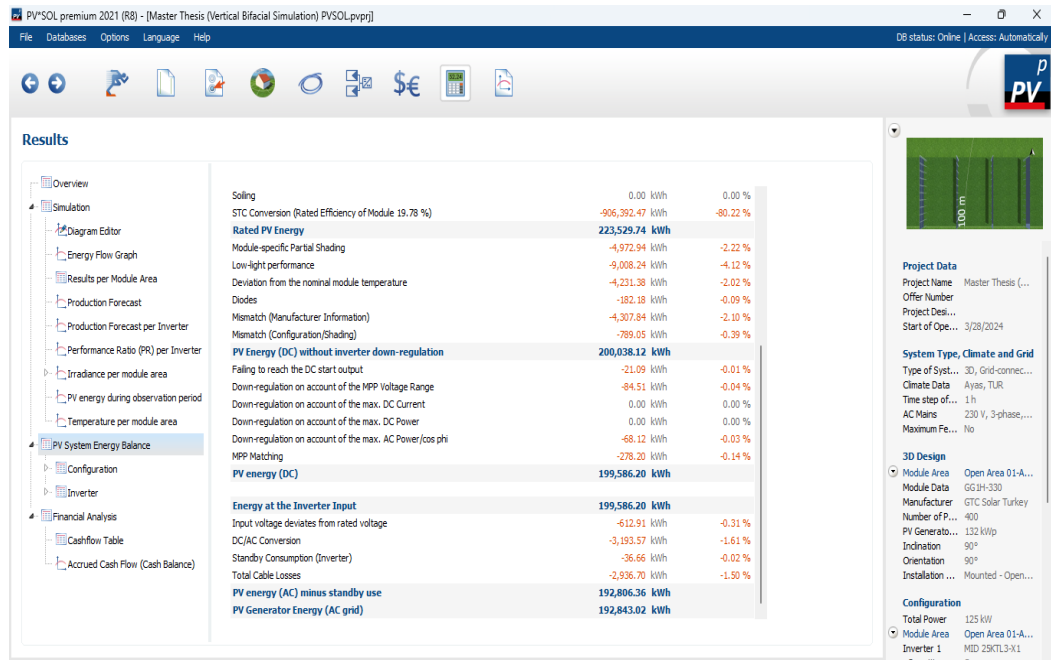 PV*SOL premium 2021 (R8) - [Master Thesis (Vertical Bifacial Simulation) PVSOL.pvprj]
File Databases Options Language Help DB status: Online | Access: Automatically
$€
p
PV
Results
Overview
Simulation
Diagram Editor
Energy Flow Graph
Results per Module Area
Production Forecast
Production Forecast per Inverter
Performance Ratio (PR) per Inverter
Irradiance per module area
PV energy during observation period
Temperature per module area
PV System Energy Balance
Configuration
Inverter
Financial Analysis
Cashflow Table
Accrued Cash Flow (Cash Balance)
Soiling 0.00 kWh 0.00 %
STC Conversion (Rated Efficiency of Module 19.78 %) -906,392.47 kWh -80.22 %
Rated PV Energy 223,529.74 kWh
Module-specific Partial Shading -4,972.94 kWh -2.22 %
Low-light performance -9,008.24 kWh -4.12 %
Deviation from the nominal module temperature -4,231.38 kWh -2.02 %
Diodes -182.18 kWh -0.09 %
Mismatch (Manufacturer Information) -4,307.84 kWh -2.10 %
Mismatch (Configuration/Shading) -789.05 kWh -0.39 %
PV Energy (DC) without inverter down-regulation 200,038.12 kWh
Failing to reach the DC start output -21.09 kWh -0.01 %
Down-regulation on account of the MPP Voltage Range -84.51 kWh -0.04 %
Down-regulation on account of the max. DC Current 0.00 kWh 0.00 %
Down-regulation on account of the max. DC Power 0.00 kWh 0.00 %
Down-regulation on account of the max. AC Power/cos phi -68.12 kWh -0.03 %
MPP Matching -278.20 kWh -0.14 %
PV energy (DC) 199,586.20 kWh
Energy at the Inverter Input 199,586.20 kWh
Input voltage deviates from rated voltage -612.91 kWh -0.31 %
DC/AC Conversion -3,193.57 kWh -1.61 %
Standby Consumption (Inverter) -36.66 kWh -0.02 %
Total Cable Losses -2,936.70 kWh -1.50 %
PV energy (AC) minus standby use 192,806.36 kWh
PV Generator Energy (AC grid) 192,843.02 kWh
100 m
Project Data
Project Name Master Thesis (...
Offer Number
Project Desi...
Start of Ope... 3/28/2024
System Type, Climate and Grid
Type of Syst... 3D, Grid-connec...
Climate Data Ayas, TUR
Time step of... 1 h
AC Mains 230 V, 3-phase,...
Maximum Fe... No
3D Design
Module Area Open Area 01-A...
Module Data GG1H-330
Manufacturer GTC Solar Turkey
Number of P... 400
PV Generato... 132 kWp
Inclination 90°
Orientation 90°
Installation ... Mounted - Open...
Configuration
Total Power 125 kW
Module Area Open Area 01-A...
Inverter 1 MID 25KTL3-X1